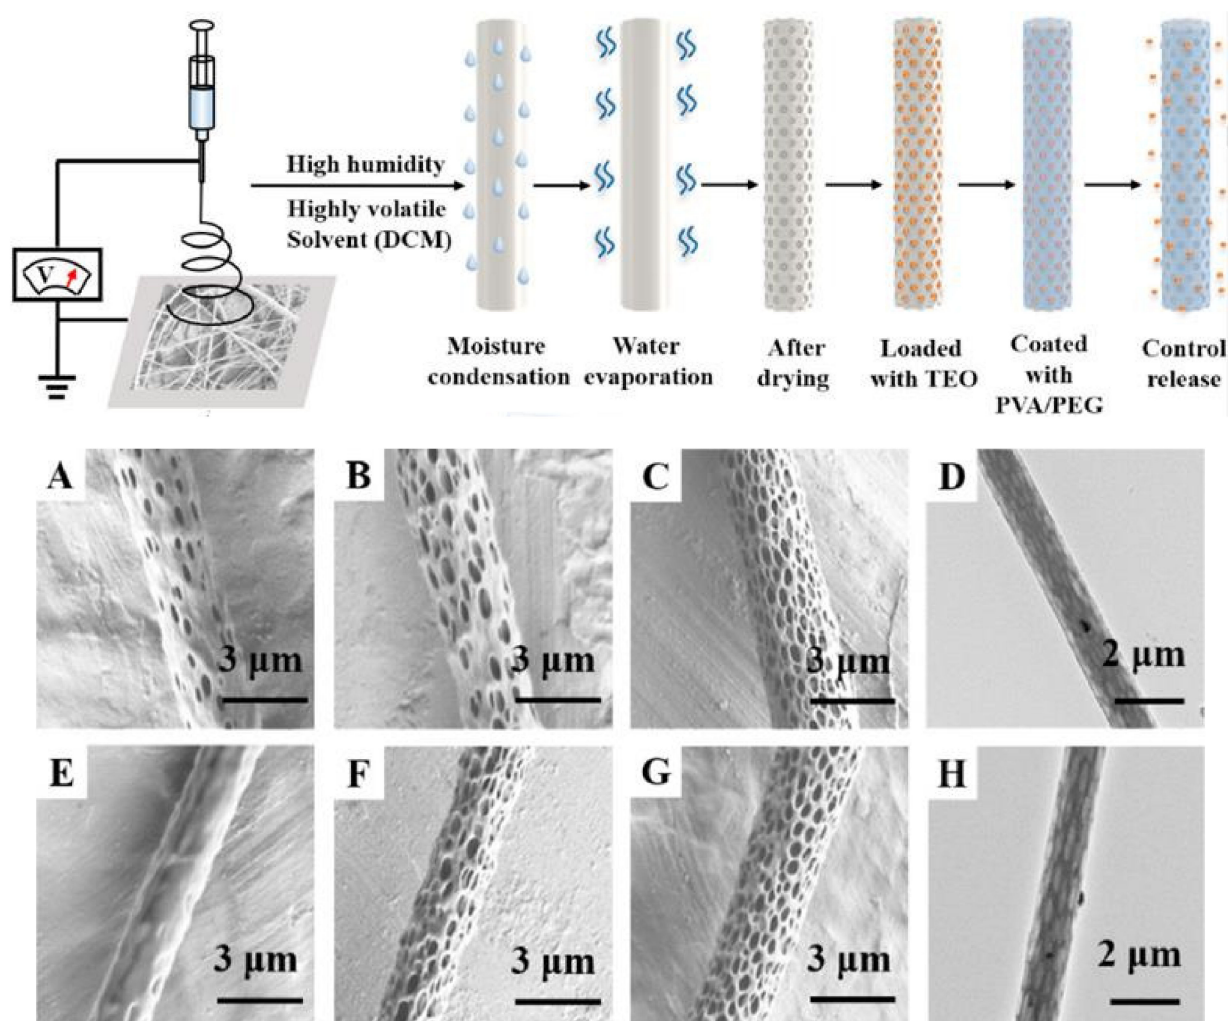 V
High humidity
Highly volatile
Solvent (DCM)
Moisture
condensation
Water
evaporation
After
drying
Loaded
with TEO
Coated
with
PVA/PEG
Control
release
A
3 μm
B
3 μm
C
3 μm
D
2 μm
E
3 μm
F
3 μm
G
3 μm
H
2 μm